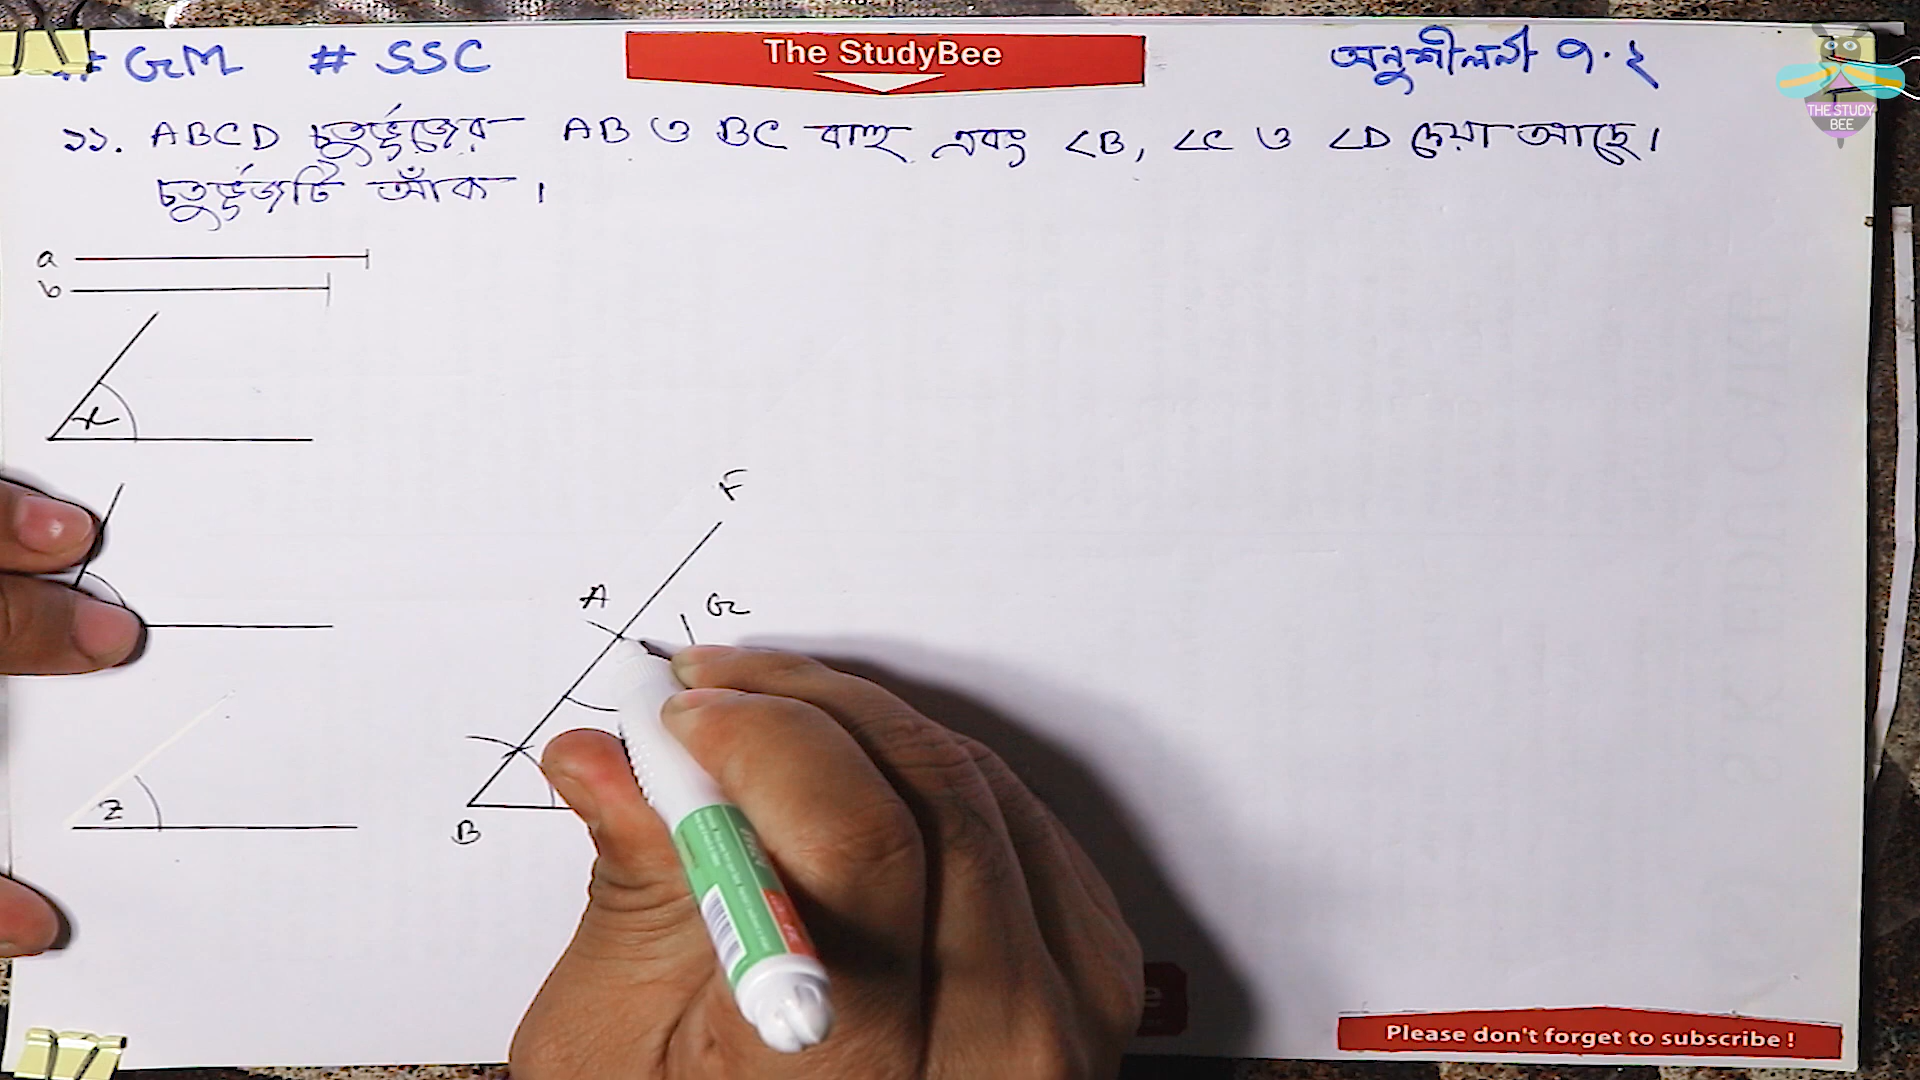 # GM # SSC
The StudyBee
অনুশীলনী ৭.২
THE STUDY
BEE
১১. ABCD চতুর্ভুজের AB ও BC বাহু এবং ∠B, ∠C ও ∠D দেয়া আছে।
চতুর্ভুজটি আঁক।
a
b
x
F
A
G
z
B
Please don't forget to subscribe !